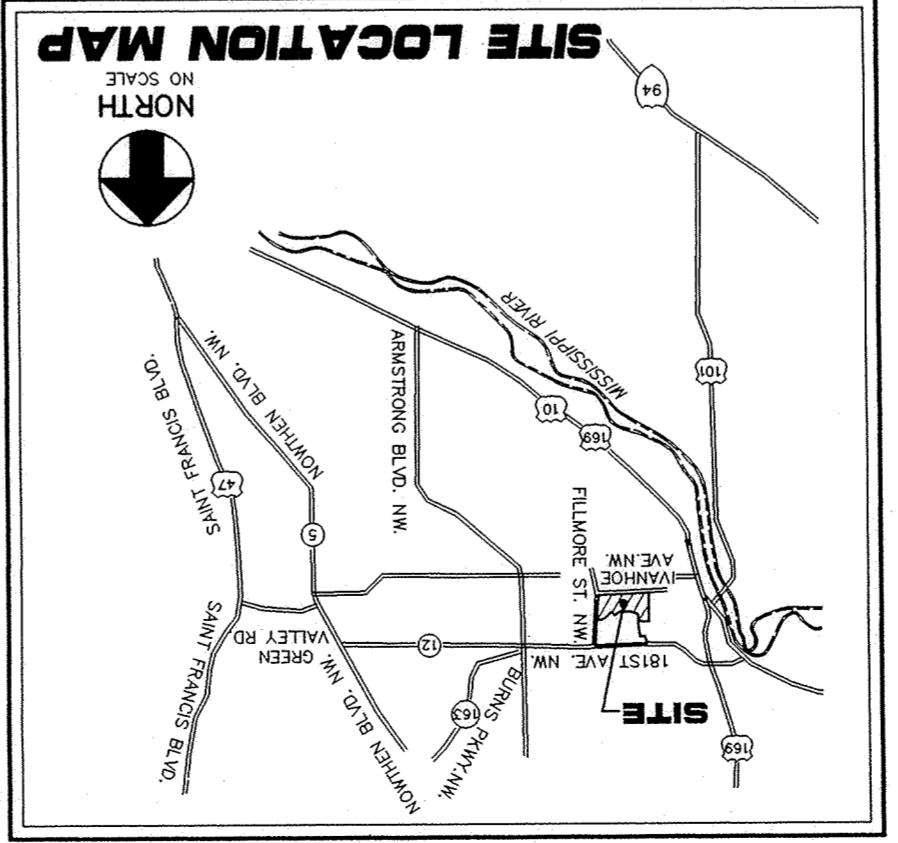 169
SITE
BURNS PKWY.NW.
163
NOWTHEN BLVD. NW.
SAINT FRANCIS BLVD.
181ST AVE. NW.
12
GREEN
VALLEY RD
IVANHOE
AVE.NW.
FILLMORE ST. NW.
5
47
SAINT FRANCIS BLVD.
NOWTHEN BLVD. NW.
169
10
101
ARMSTRONG BLVD. NW.
MISSISSIPPI RIVER
94
NORTH
NO SCALE
SITE LOCATION MAP